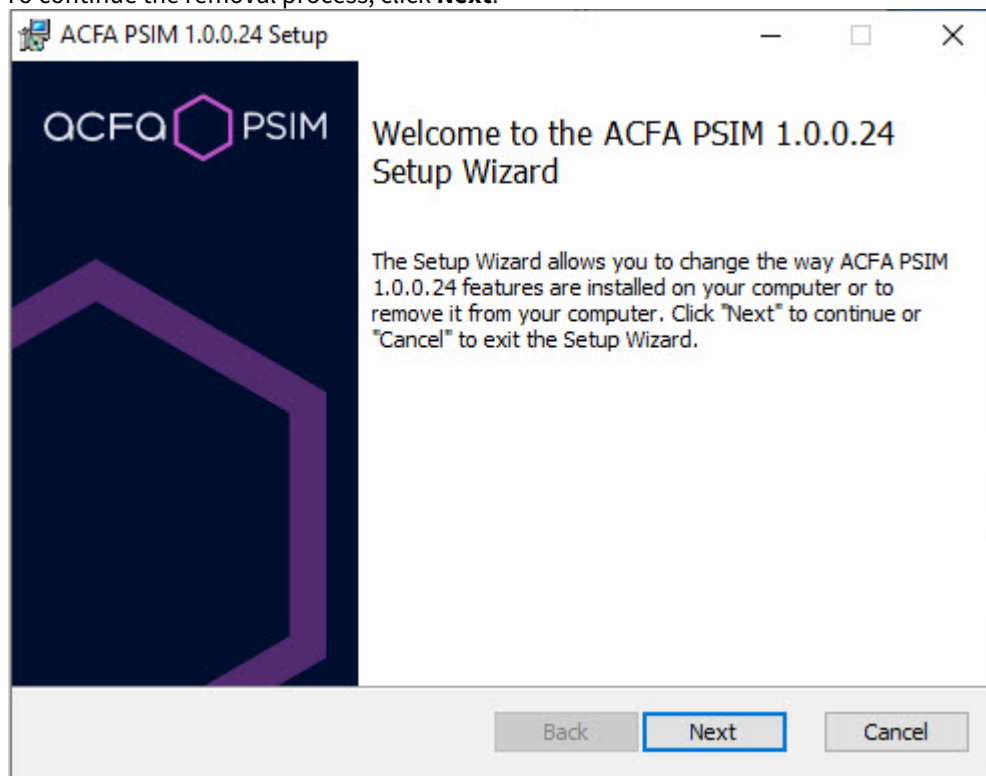 To continue the removal process, click Next.
ACFA PSIM 1.0.0.24 Setup
acFa PSIM
Welcome to the ACFA PSIM 1.0.0.24
Setup Wizard
The Setup Wizard allows you to change the way ACFA PSIM
1.0.0.24 features are installed on your computer or to
remove it from your computer. Click "Next" to continue or
"Cancel" to exit the Setup Wizard.
Back Next Cancel